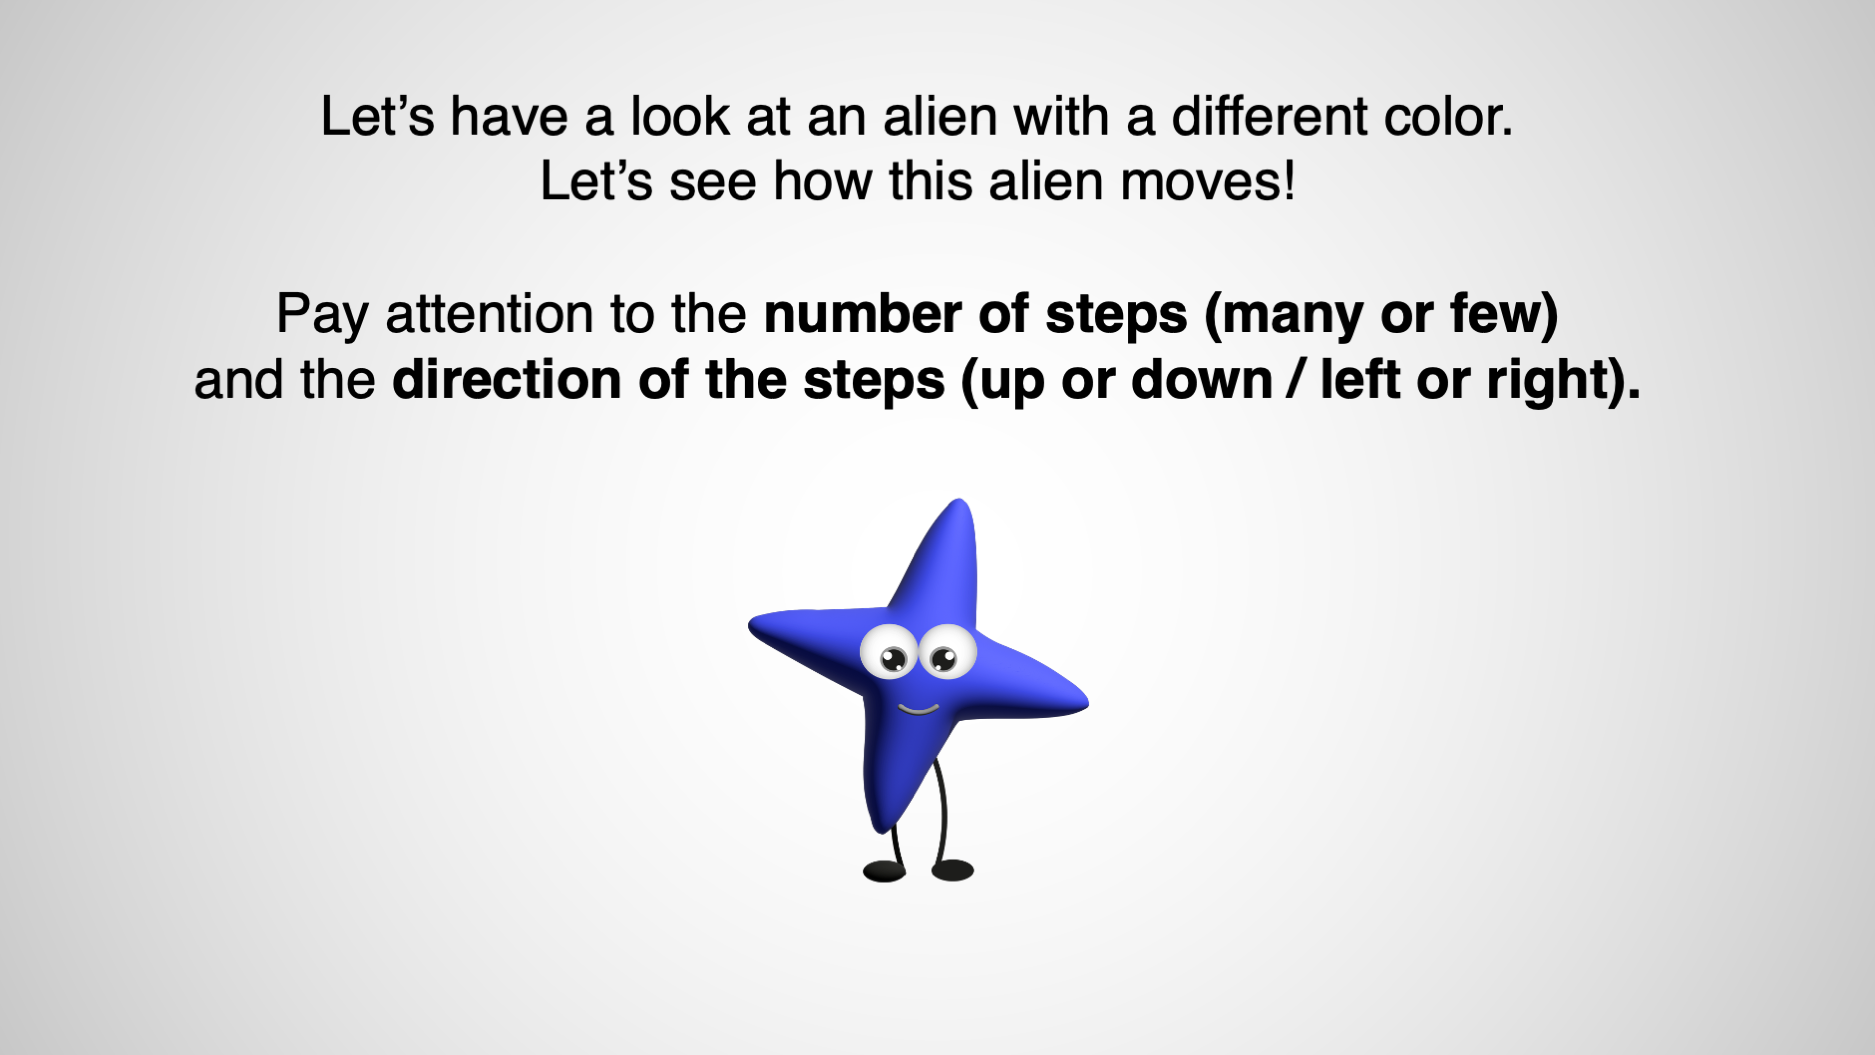 Let’s have a look at an alien with a different color.
Let’s see how this alien moves!
Pay attention to the number of steps (many or few)
and the direction of the steps (up or down / left or right).